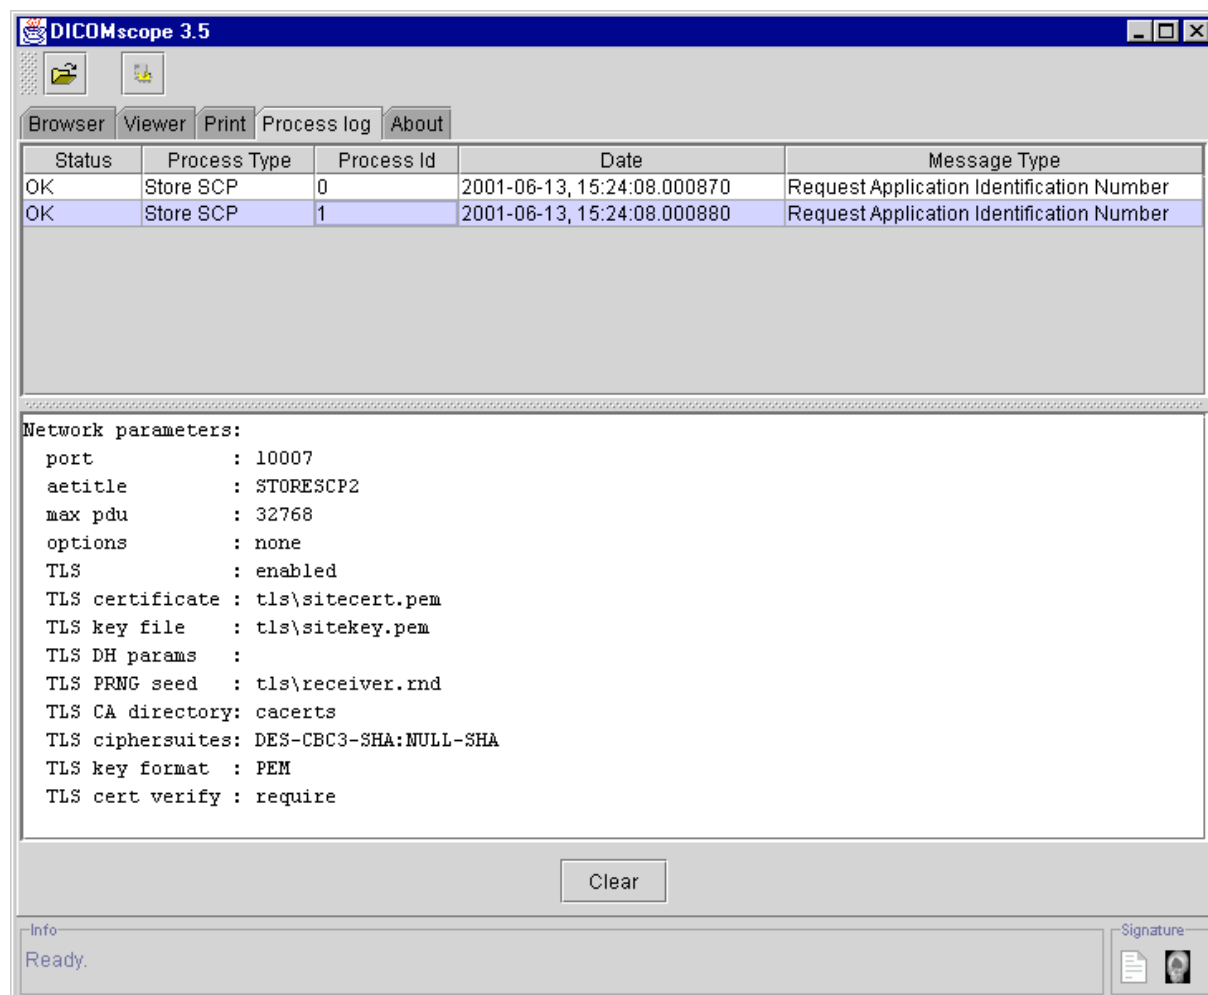 DICOMscope 3.5
Browser Viewer Print Process log About
Status Process Type Process Id Date Message Type
OK Store SCP 0 2001-06-13, 15:24:08.000870 Request Application Identification Number
OK Store SCP 1 2001-06-13, 15:24:08.000880 Request Application Identification Number
Network parameters:
port : 10007
aetitle : STORESCP2
max pdu : 32768
options : none
TLS : enabled
TLS certificate : tls\sitecert.pem
TLS key file : tls\sitekey.pem
TLS DH params :
TLS PRNG seed : tls\receiver.rnd
TLS CA directory: cacerts
TLS ciphersuites: DES-CBC3-SHA:NULL-SHA
TLS key format : PEM
TLS cert verify : require
Clear
Info Signature
Ready.